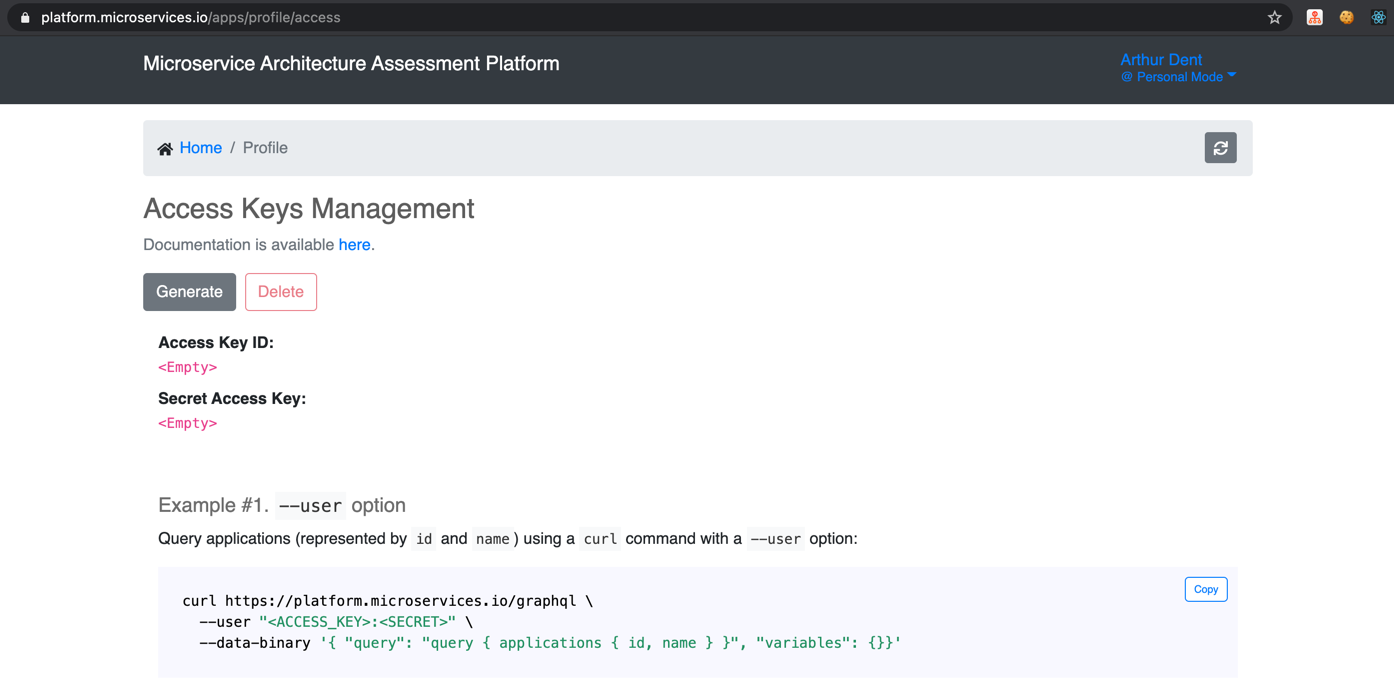 platform.microservices.io/apps/profile/access
Microservice Architecture Assessment Platform
Arthur Dent
@ Personal Mode
Home / Profile
Access Keys Management
Documentation is available here.
Generate Delete
Access Key ID:
<Empty>
Secret Access Key:
<Empty>
Example #1. --user option
Query applications (represented by id and name) using a curl command with a --user option:
Copy
curl https://platform.microservices.io/graphql \
--user "<ACCESS_KEY>:<SECRET>" \
--data-binary '{ "query": "query { applications { id, name } }", "variables": {}}'